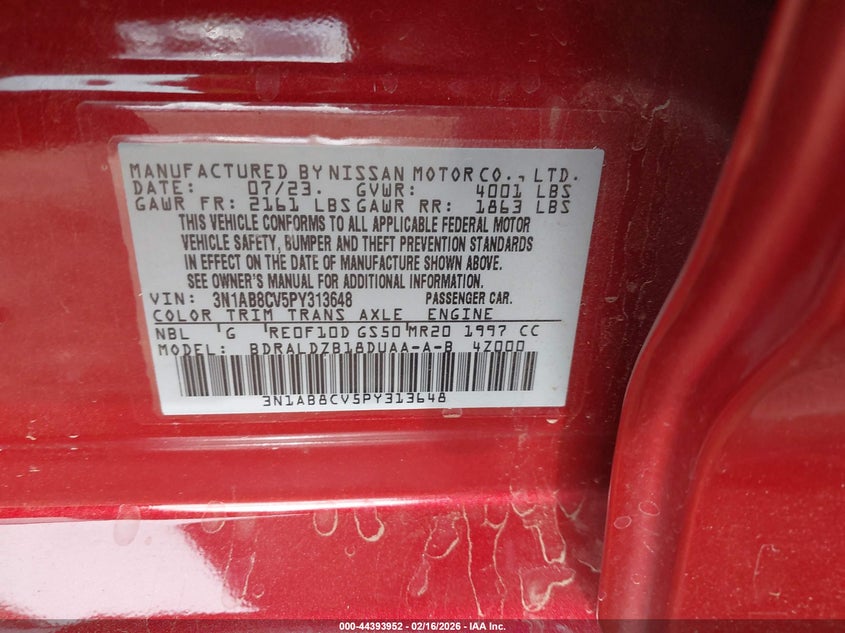 MANUFACTURED BY NISSAN MOTOR CO., LTD.
DATE: 07/23. GVWR: 4001 LBS
GAWR FR: 2161 LBS GAWR RR: 1863 LBS
THIS VEHICLE CONFORMS TO ALL APPLICABLE FEDERAL MOTOR
VEHICLE SAFETY, BUMPER AND THEFT PREVENTION STANDARDS
IN EFFECT ON THE DATE OF MANUFACTURE SHOWN ABOVE.
SEE OWNER'S MANUAL FOR ADDITIONAL INFORMATION.
VIN: 3N1AB8CV5PY313648 PASSENGER CAR.
COLOR TRIM TRANS AXLE ENGINE
NBL 'G RE0F10D GS50 MR20 1997 CC
MODEL: BDRALDZB18DUAA-A-B 4Z000
3N1AB8CV5PY313648
000-44393952 - 02/16/2026 - IAA Inc.